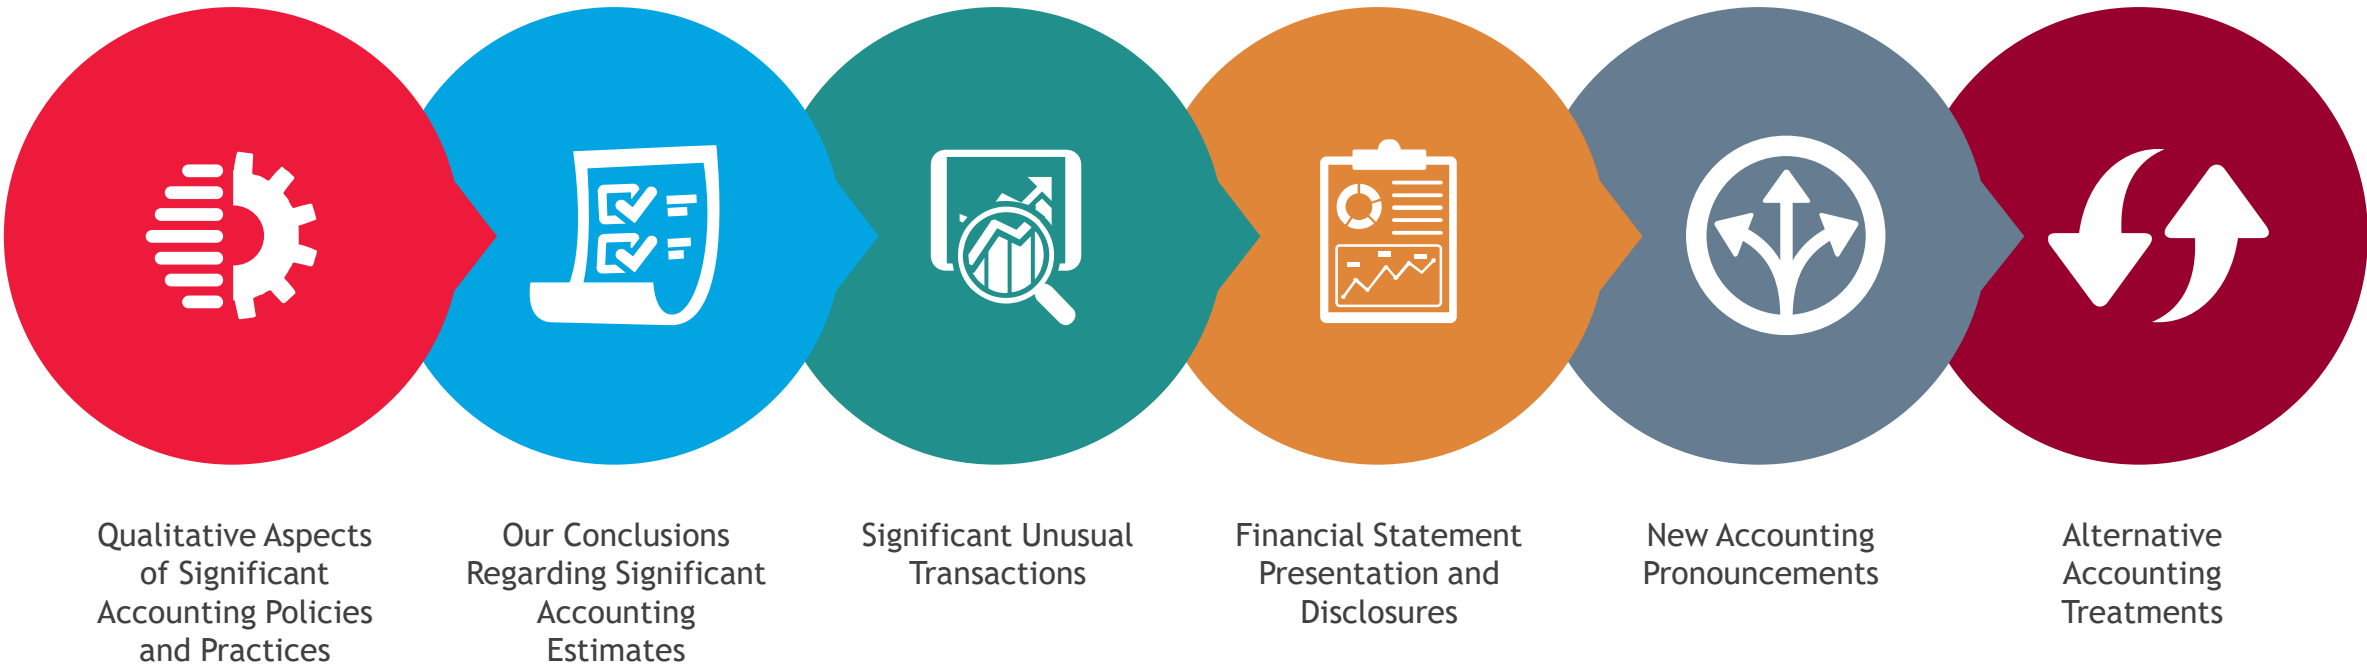 Qualitative Aspects
of Significant
Accounting Policies
and Practices
Our Conclusions
Regarding Significant
Accounting
Estimates
Significant Unusual
Transactions
Financial Statement
Presentation and
Disclosures
New Accounting
Pronouncements
Alternative
Accounting
Treatments